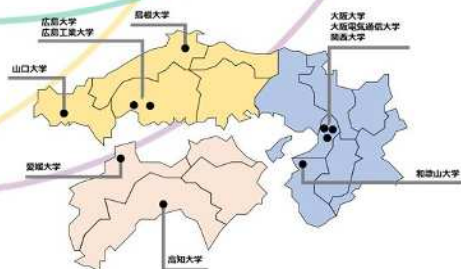 広島大学
広島工業大学
島根大学
大阪大学
大阪電気通信大学
関西大学
山口大学
愛媛大学
和歌山大学
高知大学